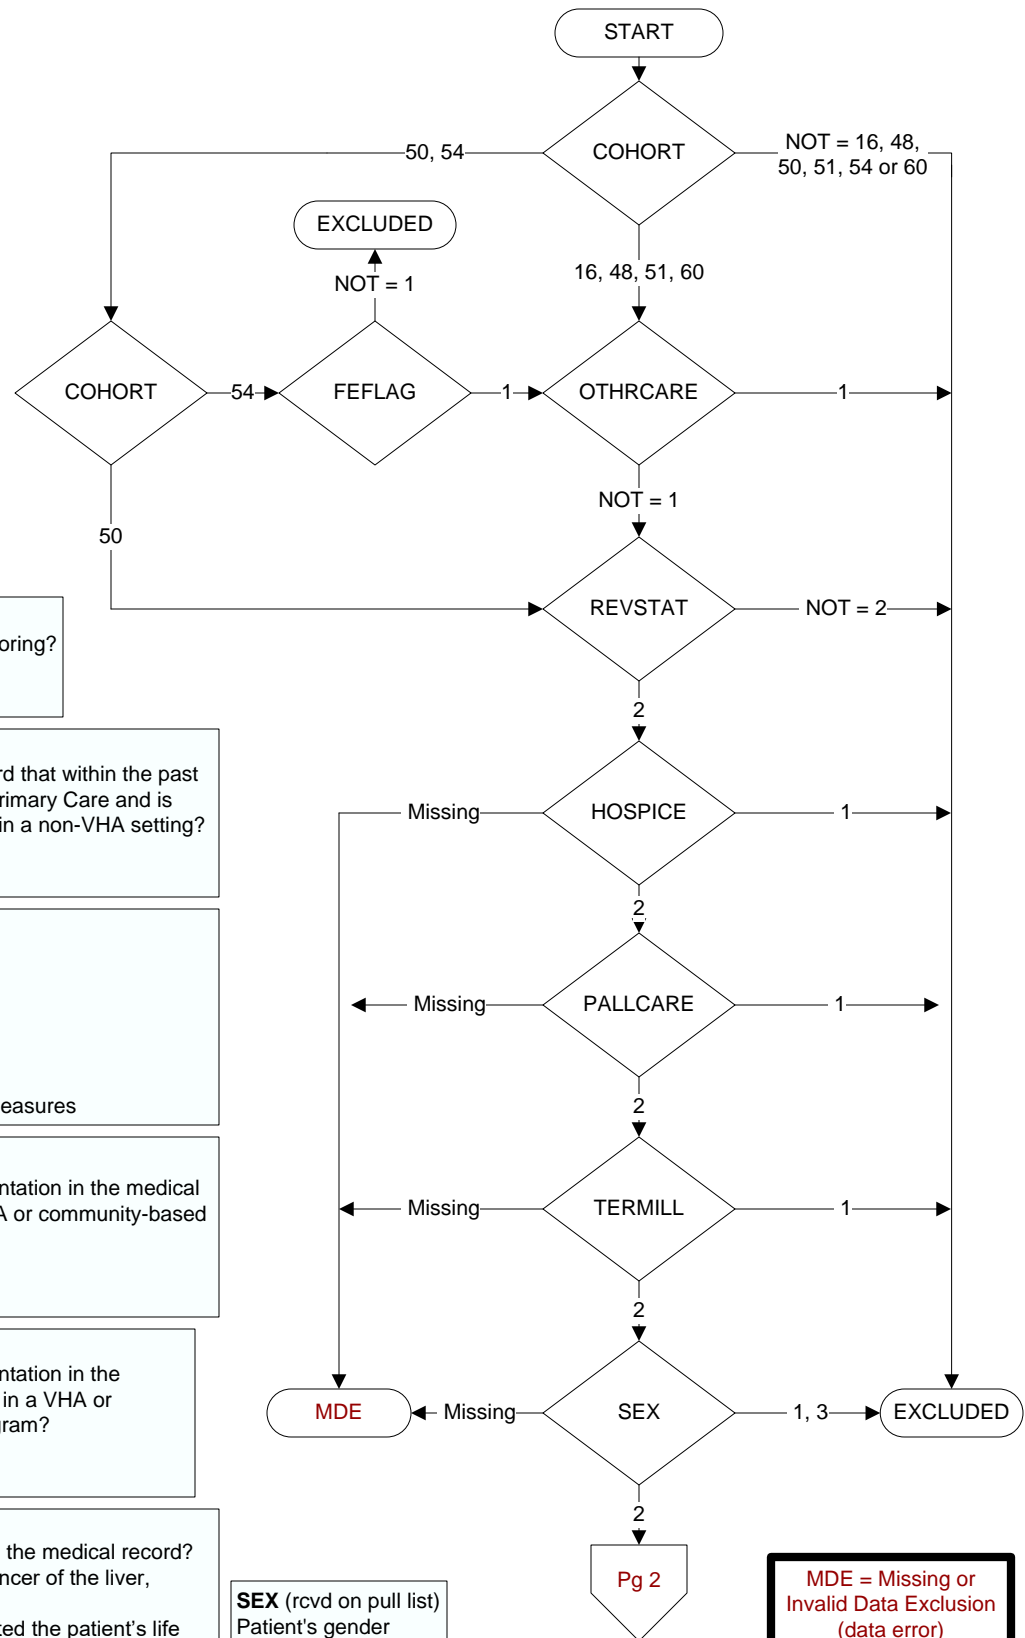 START
COHORT
50, 54
NOT = 16, 48,
50, 51, 54 or 60
EXCLUDED
NOT = 1
16, 48, 51, 60
COHORT
54
FEFLAG
1
OTHRCARE
1
NOT = 1
50
REVSTAT
NOT = 2
oring?
2
rd that within the past
rimary Care and is
in a non-VHA setting?
Missing
HOSPICE
1
2
Missing
PALLCARE
1
easures
2
ntation in the medical
A or community-based
Missing
TERMILL
1
2
ntation in the
in a VHA or
gram?
MDE
Missing
SEX
1, 3
EXCLUDED
2
the medical record?
ncer of the liver,
ted the patient's life
SEX (rcvd on pull list)
Patient's gender
Pg 2
MDE = Missing or
Invalid Data Exclusion
(data error)